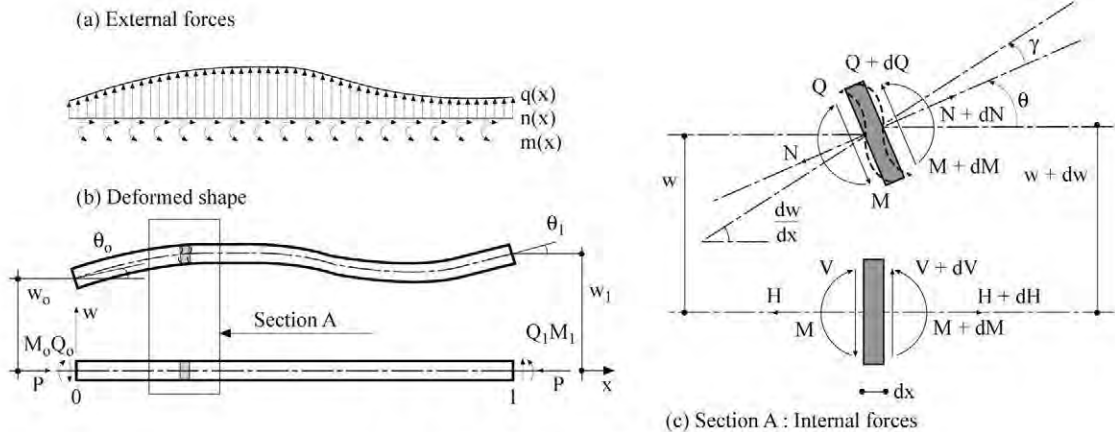 (a) External forces
q(x)
n(x)
m(x)
(b) Deformed shape
θo
θ1
wo
w
w1
Section A
MoQo
Q1M1
P
P
x
0
1
γ
Q + dQ
Q
θ
N + dN
N
w
M + dM
w + dw
M
dw
dx
V
V + dV
H
H + dH
M
M + dM
dx
(c) Section A : Internal forces